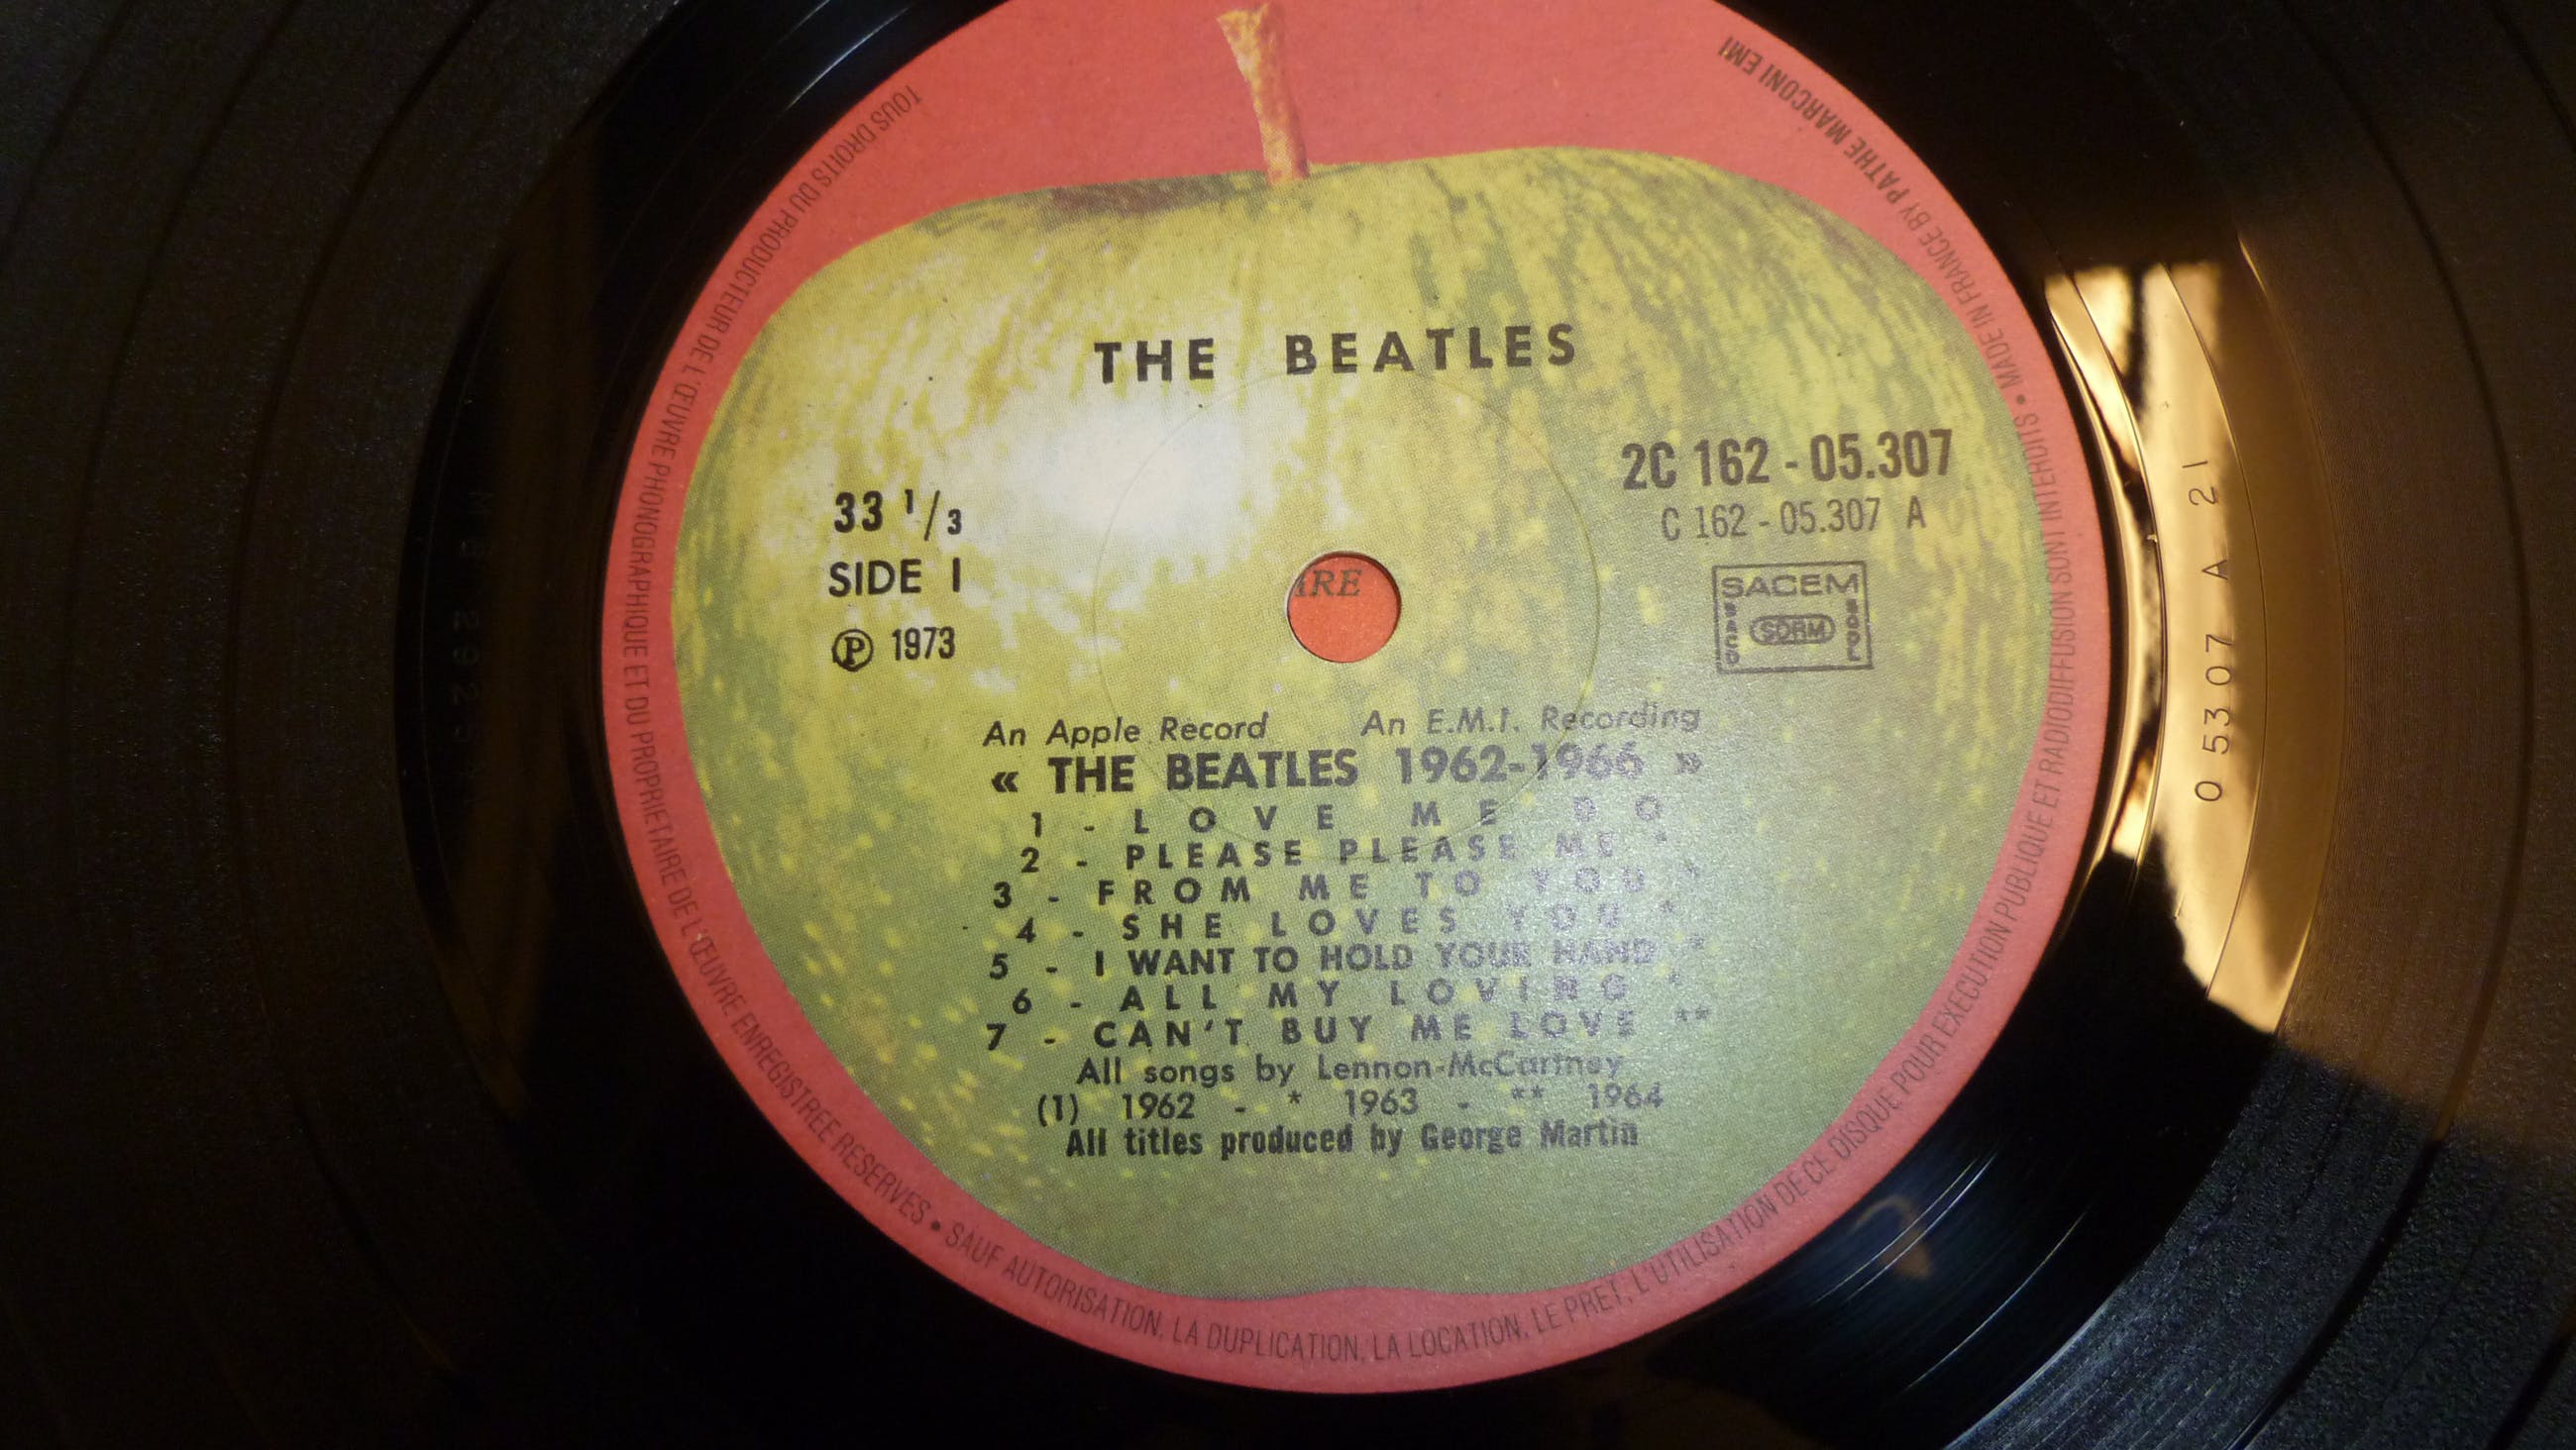 THE BEATLES
2C 162 - 05.307
C 162 - 05.307 A
33 1/3
SIDE 1
℗ 1973
SACEM
SACD
SDRM
SGDL
IRE
An Apple Record An E.M.I. Recording
« THE BEATLES 1962-1966 »
1 - LOVE ME DO
2 - PLEASE PLEASE ME *
3 - FROM ME TO YOU *
4 - SHE LOVES YOU *
5 - I WANT TO HOLD YOUR HAND *
6 - ALL MY LOVING *
7 - CAN'T BUY ME LOVE **
All songs by Lennon-McCartney
(1) 1962 - * 1963 - ** 1964
All titles produced by George Martin
TOUS DROITS DU PRODUCTEUR DE L'ŒUVRE PHONOGRAPHIQUE ET DU PROPRIETAIRE DE L'ŒUVRE ENREGISTREE RESERVES • SAUF AUTORISATION, LA DUPLICATION, LA LOCATION, LE PRET, L'UTILISATION DE CE DISQUE POUR EXECUTION PUBLIQUE ET RADIODIFFUSION SONT INTERDITS • MADE IN FRANCE BY PATHE MARCONI EMI
0 5307 A 21